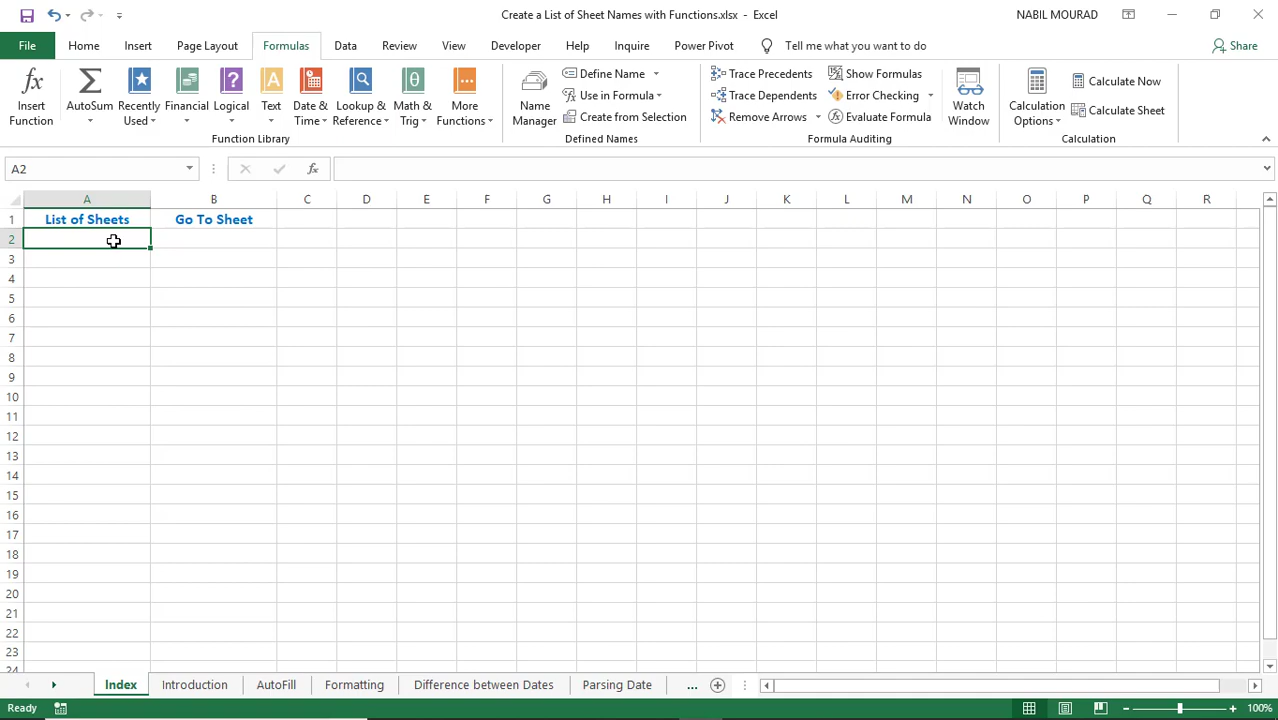 Create a List of Sheet Names with Functions.xlsx - Excel
NABIL MOURAD
File Home Insert Page Layout Formulas Data Review View Developer Help Inquire Power Pivot Tell me what you want to do Share
Insert Function
AutoSum
Recently Used
Financial
Logical
Text
Date & Time
Lookup & Reference
Math & Trig
More Functions
Function Library
Name Manager
Define Name
Use in Formula
Create from Selection
Defined Names
Trace Precedents
Trace Dependents
Remove Arrows
Show Formulas
Error Checking
Evaluate Formula
Formula Auditing
Watch Window
Calculation Options
Calculate Now
Calculate Sheet
Calculation
A2
fx
A B C D E F G H I J K L M N O P Q R
1 List of Sheets Go To Sheet
2
3
4
5
6
7
8
9
10
11
12
13
14
15
16
17
18
19
20
21
22
23
24
Index Introduction AutoFill Formatting Difference between Dates Parsing Date ...
Ready 100%